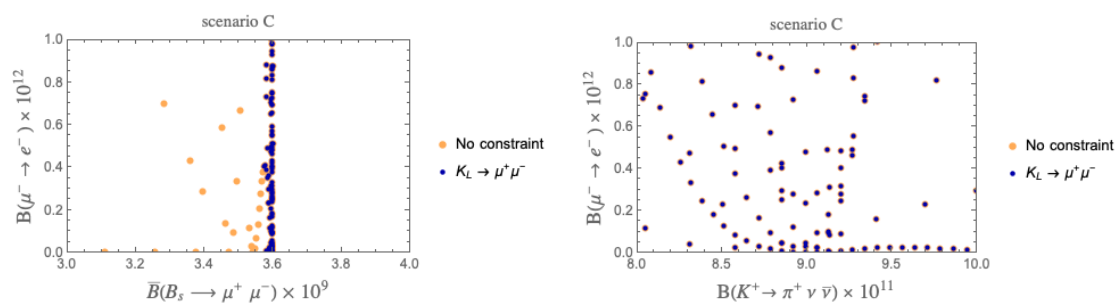 scenario C
B(μ⁻ → e⁻) × 10¹²
1.0
0.8
0.6
0.4
0.2
0.0
3.0 3.2 3.4 3.6 3.8 4.0
B̅(Bₛ ⟶ μ⁺ μ⁻) × 10⁹
No constraint
K_L → μ⁺μ⁻
scenario C
B(μ⁻ → e⁻) × 10¹²
1.0
0.8
0.6
0.4
0.2
0.0
8.0 8.5 9.0 9.5 10.0
B(K⁺→ π⁺ ν ν̅) × 10¹¹
No constraint
K_L → μ⁺μ⁻